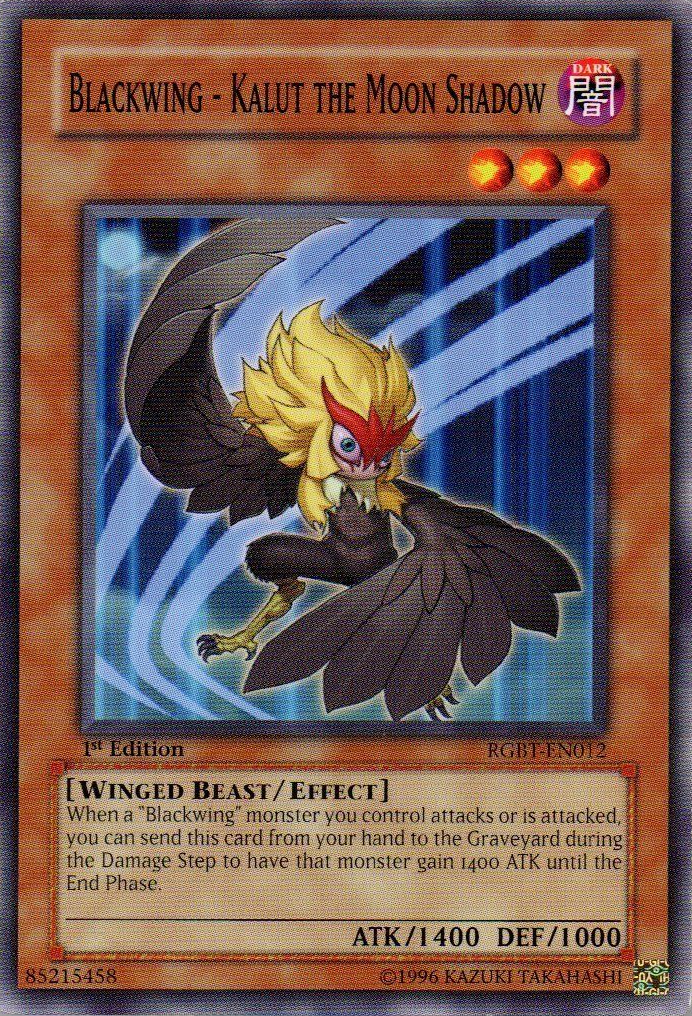 BLACKWING - KALUT THE MOON SHADOW
DARK
闇
1st Edition
RGBT-EN012
[WINGED BEAST/EFFECT]
When a "Blackwing" monster you control attacks or is attacked,
you can send this card from your hand to the Graveyard during
the Damage Step to have that monster gain 1400 ATK until the
End Phase.
ATK/1400 DEF/1000
85215458
©1996 KAZUKI TAKAHASHI